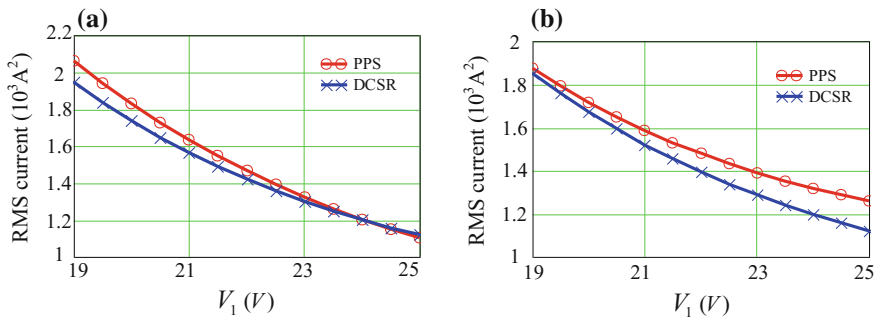 (a)
RMS current (10³A²)
2.2
2
1.8
1.6
1.4
1.2
1
19
21
23
25
V₁ (V)
PPS
DCSR
(b)
RMS current (10³A²)
2
1.8
1.6
1.4
1.2
1
19
21
23
25
V₁ (V)
PPS
DCSR